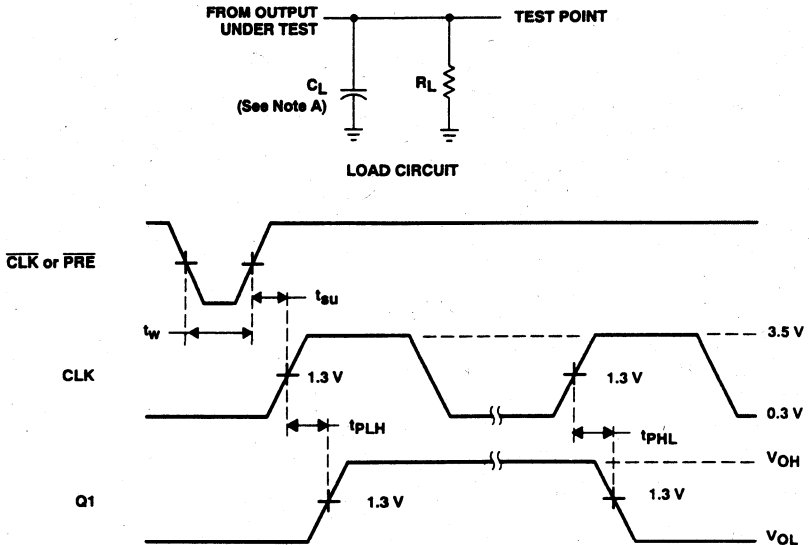 FROM OUTPUT
UNDER TEST
TEST POINT
CL
(See Note A)
RL
LOAD CIRCUIT
CLK or PRE
tsu
tw
3.5 V
CLK
1.3 V
1.3 V
0.3 V
tPLH
tPHL
VOH
Q1
1.3 V
1.3 V
VOL